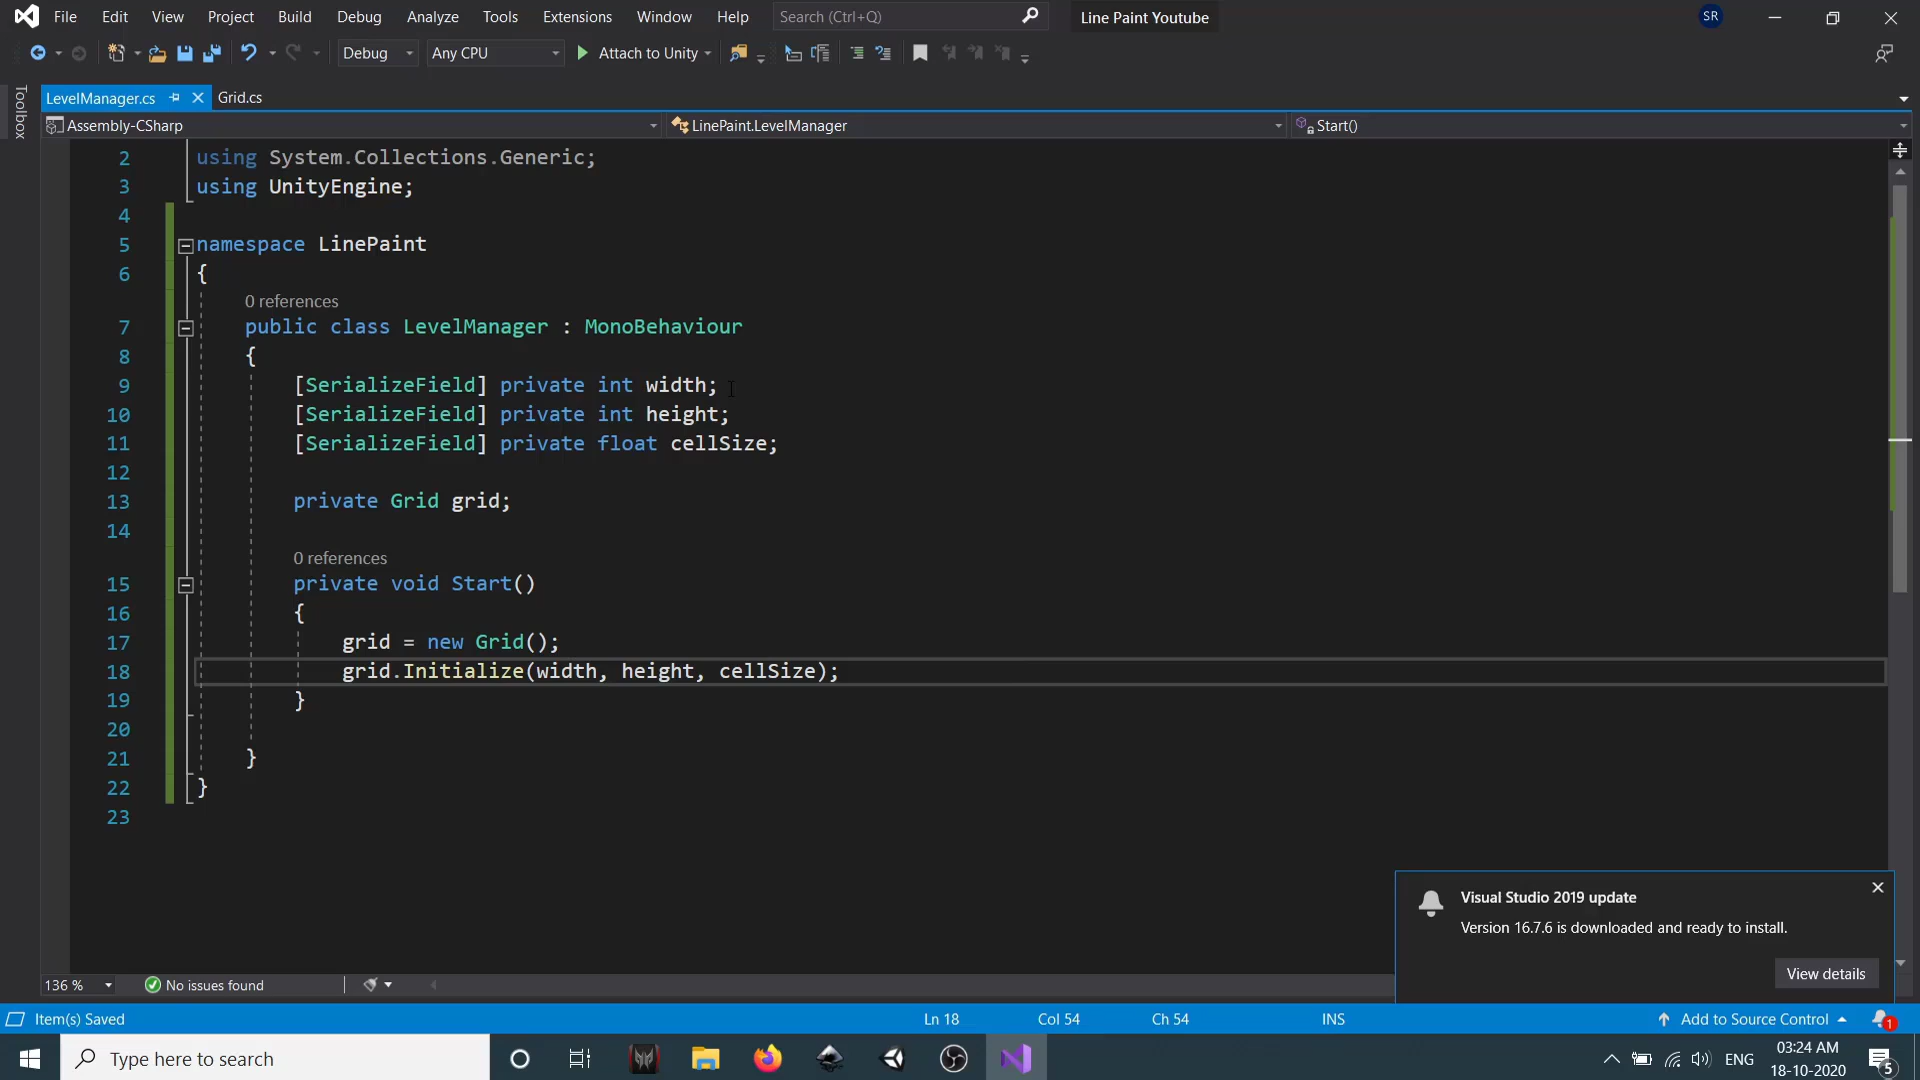 File Edit View Project Build Debug Analyze Tools Extensions Window Help Search (Ctrl+Q) Line Paint Youtube SR
Debug Any CPU Attach to Unity
Toolbox
LevelManager.cs Grid.cs
Assembly-CSharp LinePaint.LevelManager Start()
2 using System.Collections.Generic;
3 using UnityEngine;
4
5 namespace LinePaint
6 {
0 references
7 public class LevelManager : MonoBehaviour
8 {
9 [SerializeField] private int width;
10 [SerializeField] private int height;
11 [SerializeField] private float cellSize;
12
13 private Grid grid;
14
0 references
15 private void Start()
16 {
17 grid = new Grid();
18 grid.Initialize(width, height, cellSize);
19 }
20
21 }
22 }
23
Visual Studio 2019 update
Version 16.7.6 is downloaded and ready to install.
View details
136 % No issues found
Item(s) Saved Ln 18 Col 54 Ch 54 INS Add to Source Control 1
Type here to search ENG 03:24 AM
18-10-2020 5